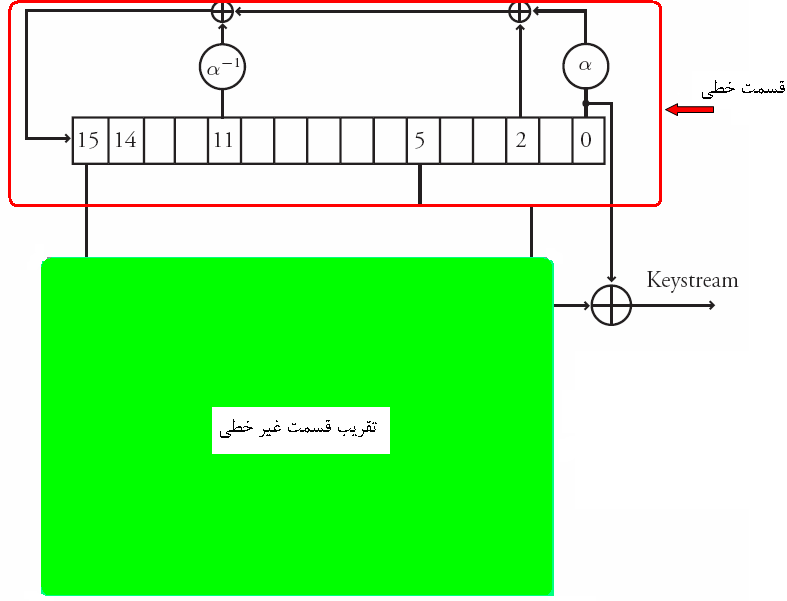 α⁻¹
α
قسمت خطی
15 14 11 5 2 0
Keystream
تقریب قسمت غیر خطی